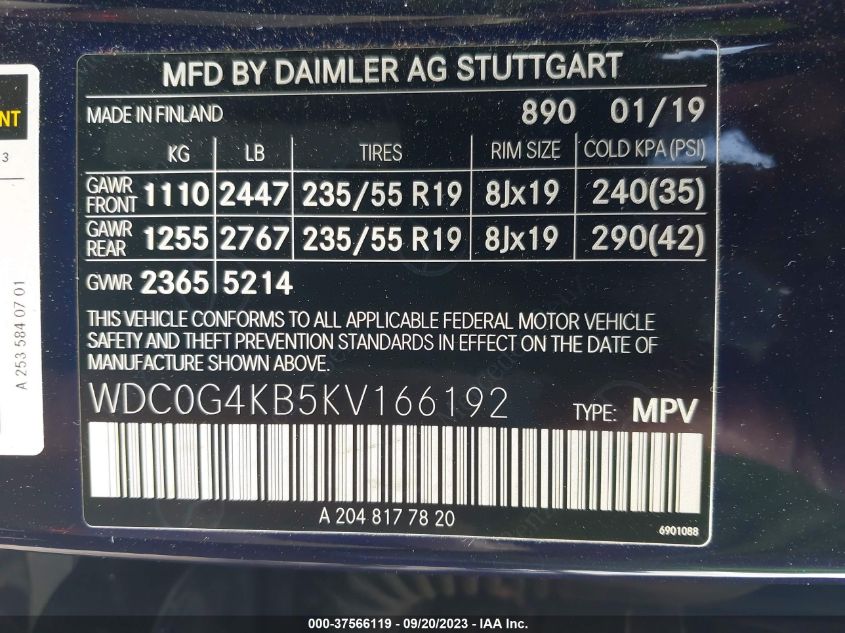 MFD BY DAIMLER AG STUTTGART
MADE IN FINLAND 890 01/19
KG LB TIRES RIM SIZE COLD KPA (PSI)
GAWR FRONT 1110 2447 235/55 R19 8Jx19 240(35)
GAWR REAR 1255 2767 235/55 R19 8Jx19 290(42)
GVWR 2365 5214
THIS VEHICLE CONFORMS TO ALL APPLICABLE FEDERAL MOTOR VEHICLE
SAFETY AND THEFT PREVENTION STANDARDS IN EFFECT ON THE DATE OF
MANUFACTURE SHOWN ABOVE.
WDC0G4KB5KV166192 TYPE: MPV
A 204 817 78 20
6901088
NT
3
A 253 584 07 01
000-37566119 - 09/20/2023 - IAA Inc.